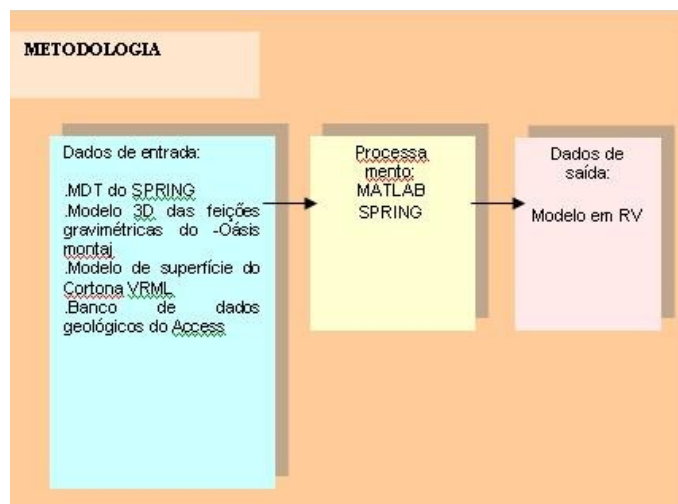 METODOLOGIA
Dados de entrada:
.MDT do SPRING
.Modelo 3D das feições
gravimétricas do -Oásis
montaj
.Modelo de superfície do
Cortona VRML
.Banco de dados
geológicos do Access
Processa
mento:
MATLAB
SPRING
Dados de
saída:
Modelo em RV